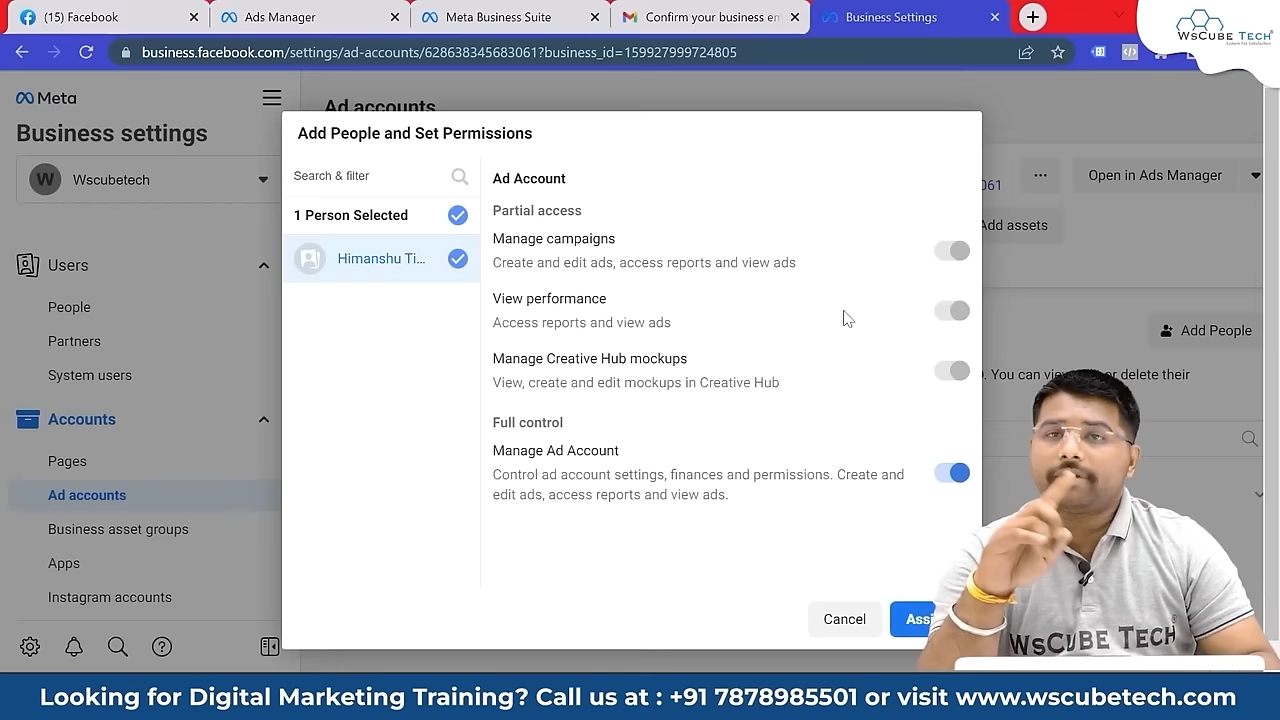 (15) Facebook
Ads Manager
Meta Business Suite
Confirm your business em
Business Settings
WsCube Tech
business.facebook.com/settings/ad-accounts/628638345683061?business_id=159927999724805
Meta
Ad accounts
Business settings
W Wscubetech
Users
People
Partners
System users
Accounts
Pages
Ad accounts
Business asset groups
Apps
Instagram accounts
Add People and Set Permissions
Search & filter
1 Person Selected
Himanshu Ti...
Ad Account
Partial access
Manage campaigns
Create and edit ads, access reports and view ads
View performance
Access reports and view ads
Manage Creative Hub mockups
View, create and edit mockups in Creative Hub
Full control
Manage Ad Account
Control ad account settings, finances and permissions. Create and
edit ads, access reports and view ads.
Cancel
Assi
061
...
Open in Ads Manager
Add assets
Add People
. You can view or delete their
WsCube Tech
Looking for Digital Marketing Training? Call us at : +91 7878985501 or visit www.wscubetech.com